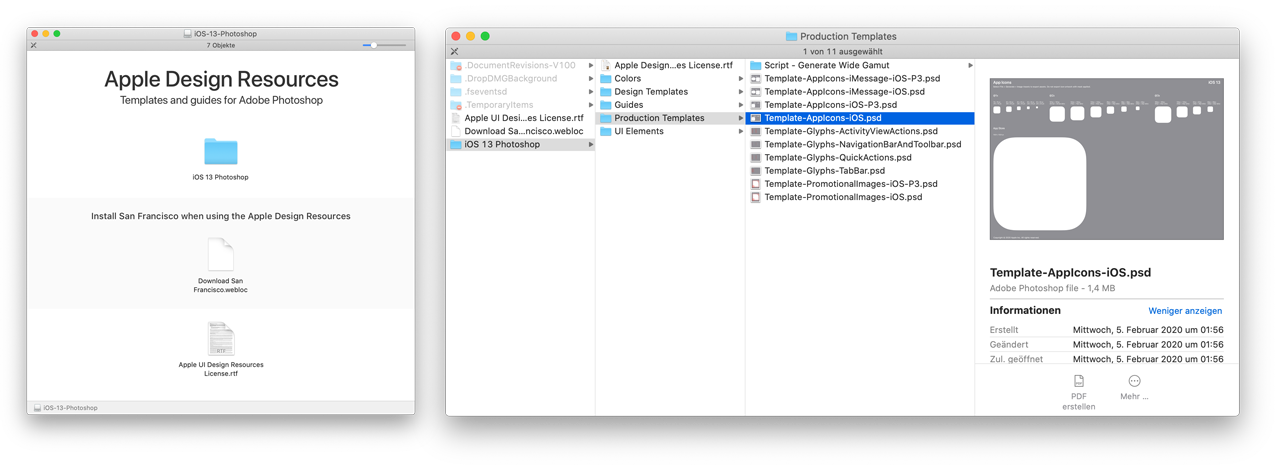 iOS-13-Photoshop
7 Objekte
Apple Design Resources
Templates and guides for Adobe Photoshop
iOS 13 Photoshop
Install San Francisco when using the Apple Design Resources
Download San
Francisco.webloc
RTF
Apple UI Design Resources
License.rtf
iOS-13-Photoshop
Production Templates
1 von 11 ausgewählt
.DocumentRevisions-V100
.DropDMGBackground
.fseventsd
.TemporaryItems
Apple UI Desi...es License.rtf
Download Sa...ncisco.webloc
iOS 13 Photoshop
Apple Design...es License.rtf
Colors
Design Templates
Guides
Production Templates
UI Elements
Script - Generate Wide Gamut
Template-AppIcons-iMessage-iOS-P3.psd
Template-AppIcons-iMessage-iOS.psd
Template-AppIcons-iOS-P3.psd
Template-AppIcons-iOS.psd
Template-Glyphs-ActivityViewActions.psd
Template-Glyphs-NavigationBarAndToolbar.psd
Template-Glyphs-QuickActions.psd
Template-Glyphs-TabBar.psd
Template-PromotionalImages-iOS-P3.psd
Template-PromotionalImages-iOS.psd
App Icons
iOS 13
Template-AppIcons-iOS.psd
Adobe Photoshop file - 1,4 MB
Informationen
Weniger anzeigen
Erstellt
Mittwoch, 5. Februar 2020 um 01:56
Geändert
Mittwoch, 5. Februar 2020 um 01:56
Zul. geöffnet
Mittwoch, 5. Februar 2020 um 01:56
PDF
erstellen
Mehr ...